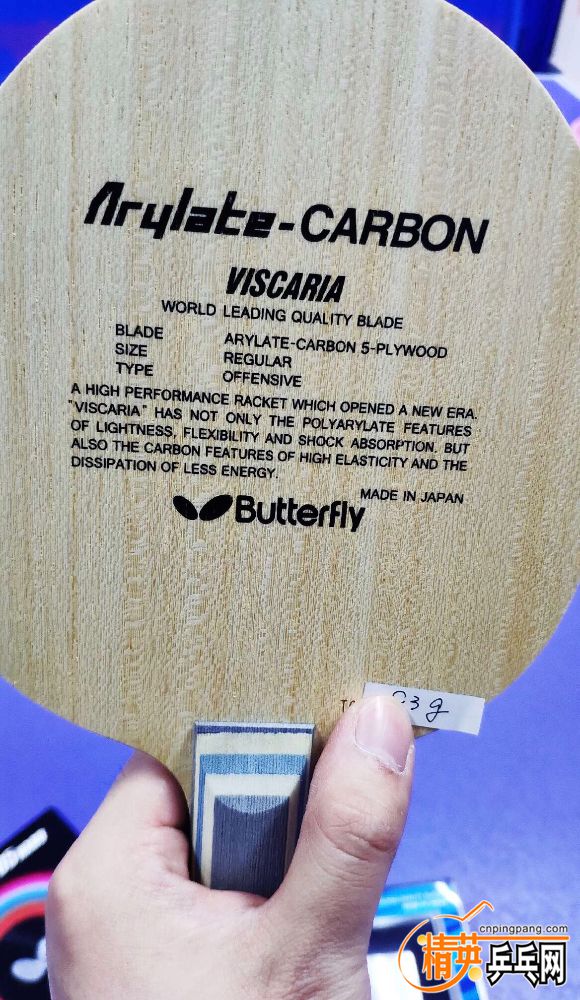 Arylate-CARBON
VISCARIA
WORLD LEADING QUALITY BLADE
BLADE ARYLATE-CARBON 5-PLYWOOD
SIZE REGULAR
TYPE OFFENSIVE
A HIGH PERFORMANCE RACKET WHICH OPENED A NEW ERA.
"VISCARIA" HAS NOT ONLY THE POLYARYLATE FEATURES
OF LIGHTNESS, FLEXIBILITY AND SHOCK ABSORPTION, BUT
ALSO THE CARBON FEATURES OF HIGH ELASTICITY AND THE
DISSIPATION OF LESS ENERGY.
MADE IN JAPAN
Butterfly
cnpingpang.com
精英乒乓网